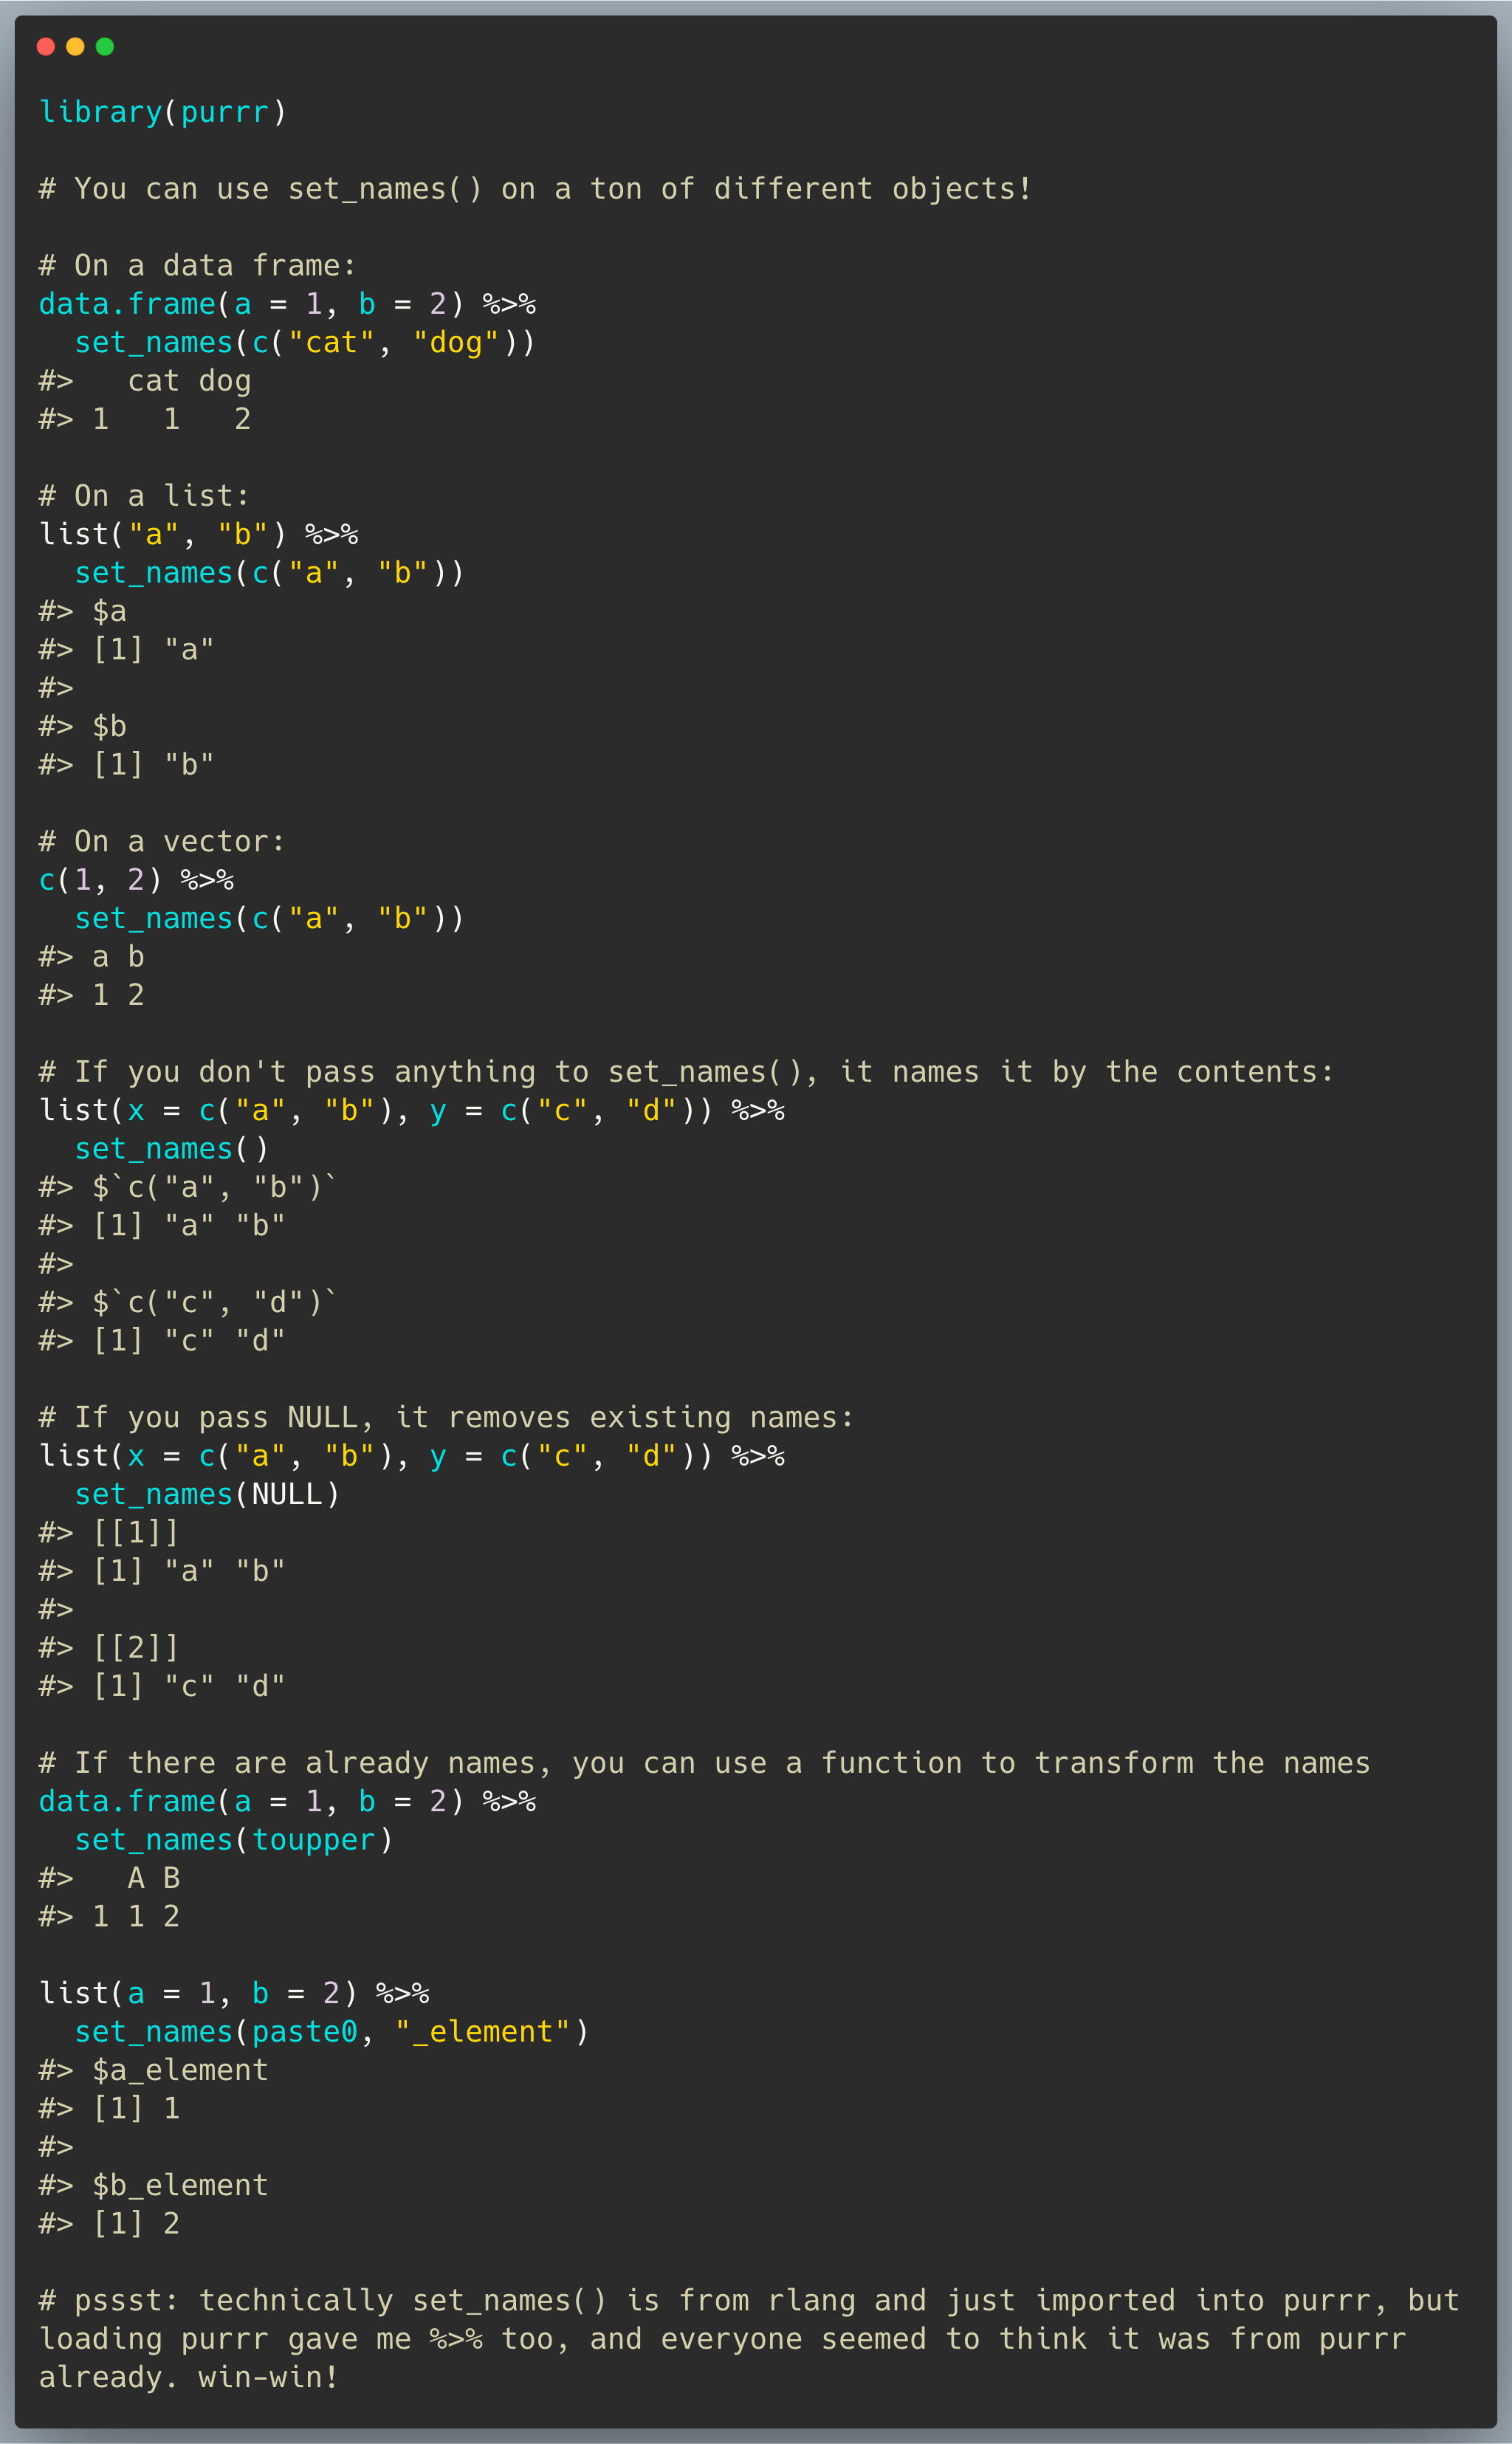 library(purrr)

# You can use set_names() on a ton of different objects!

# On a data frame:
data.frame(a = 1, b = 2) %>%
  set_names(c("cat", "dog"))
#>   cat dog
#> 1   1   2

# On a list:
list("a", "b") %>%
  set_names(c("a", "b"))
#> $a
#> [1] "a"
#>
#> $b
#> [1] "b"

# On a vector:
c(1, 2) %>%
  set_names(c("a", "b"))
#> a b
#> 1 2

# If you don't pass anything to set_names(), it names it by the contents:
list(x = c("a", "b"), y = c("c", "d")) %>%
  set_names()
#> $`c("a", "b")`
#> [1] "a" "b"
#>
#> $`c("c", "d")`
#> [1] "c" "d"

# If you pass NULL, it removes existing names:
list(x = c("a", "b"), y = c("c", "d")) %>%
  set_names(NULL)
#> [[1]]
#> [1] "a" "b"
#>
#> [[2]]
#> [1] "c" "d"

# If there are already names, you can use a function to transform the names
data.frame(a = 1, b = 2) %>%
  set_names(toupper)
#>   A B
#> 1 1 2

list(a = 1, b = 2) %>%
  set_names(paste0, "_element")
#> $a_element
#> [1] 1
#>
#> $b_element
#> [1] 2

# pssst: technically set_names() is from rlang and just imported into purrr, but
loading purrr gave me %>% too, and everyone seemed to think it was from purrr
already. win-win!